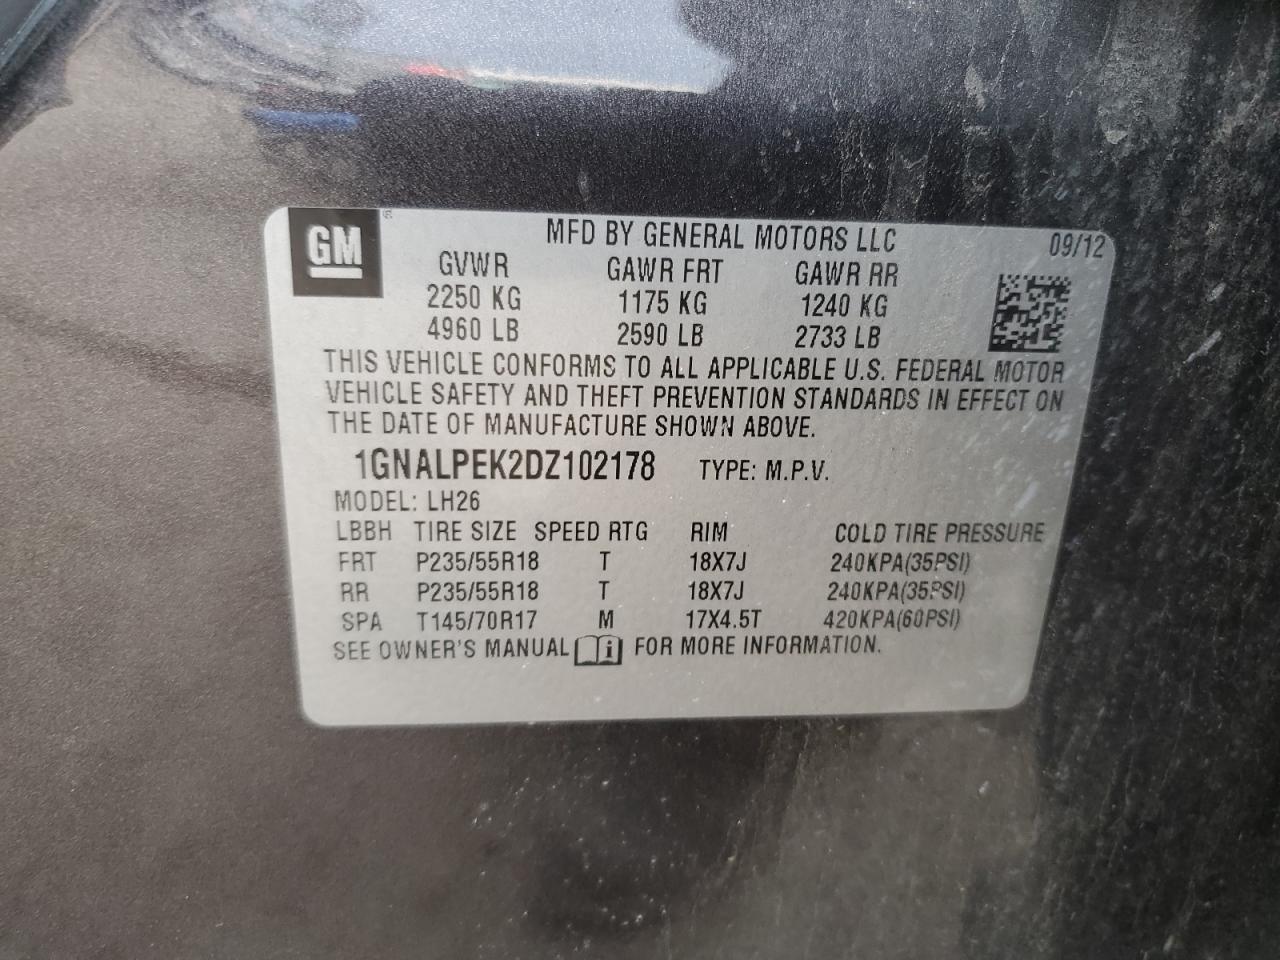 GM
MFD BY GENERAL MOTORS LLC 09/12
GVWR GAWR FRT GAWR RR
2250 KG 1175 KG 1240 KG
4960 LB 2590 LB 2733 LB
THIS VEHICLE CONFORMS TO ALL APPLICABLE U.S. FEDERAL MOTOR
VEHICLE SAFETY AND THEFT PREVENTION STANDARDS IN EFFECT ON
THE DATE OF MANUFACTURE SHOWN ABOVE.
1GNALPEK2DZ102178 TYPE: M.P.V.
MODEL: LH26
LBBH TIRE SIZE SPEED RTG RIM COLD TIRE PRESSURE
FRT P235/55R18 T 18X7J 240KPA(35PSI)
RR P235/55R18 T 18X7J 240KPA(35PSI)
SPA T145/70R17 M 17X4.5T 420KPA(60PSI)
SEE OWNER'S MANUAL i FOR MORE INFORMATION.